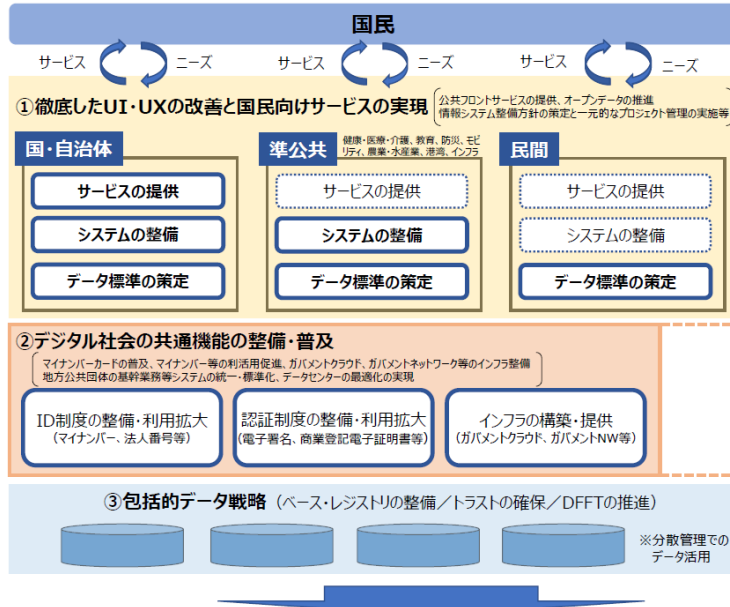 国民
サービス ニーズ サービス ニーズ サービス ニーズ
①徹底したUI・UXの改善と国民向けサービスの実現
公共フロントサービスの提供、オープンデータの推進
情報システム整備方針の策定と一元的なプロジェクト管理の実施等
国・自治体
サービスの提供
システムの整備
データ標準の策定
準公共
健康・医療・介護、教育、防災、モビ
リティ、農業・水産業、港湾、インフラ
サービスの提供
システムの整備
データ標準の策定
民間
サービスの提供
システムの整備
データ標準の策定
②デジタル社会の共通機能の整備・普及
マイナンバーカードの普及、マイナンバー等の利活用促進、ガバメントクラウド、ガバメントネットワーク等のインフラ整備
地方公共団体の基幹業務等システムの統一・標準化、データセンターの最適化の実現
ID制度の整備・利用拡大
(マイナンバー、法人番号等)
認証制度の整備・利用拡大
(電子署名、商業登記電子証明書等)
インフラの構築・提供
(ガバメントクラウド、ガバメントNW等)
③包括的データ戦略（ベース・レジストリの整備／トラストの確保／DFFTの推進）
※分散管理での
データ活用